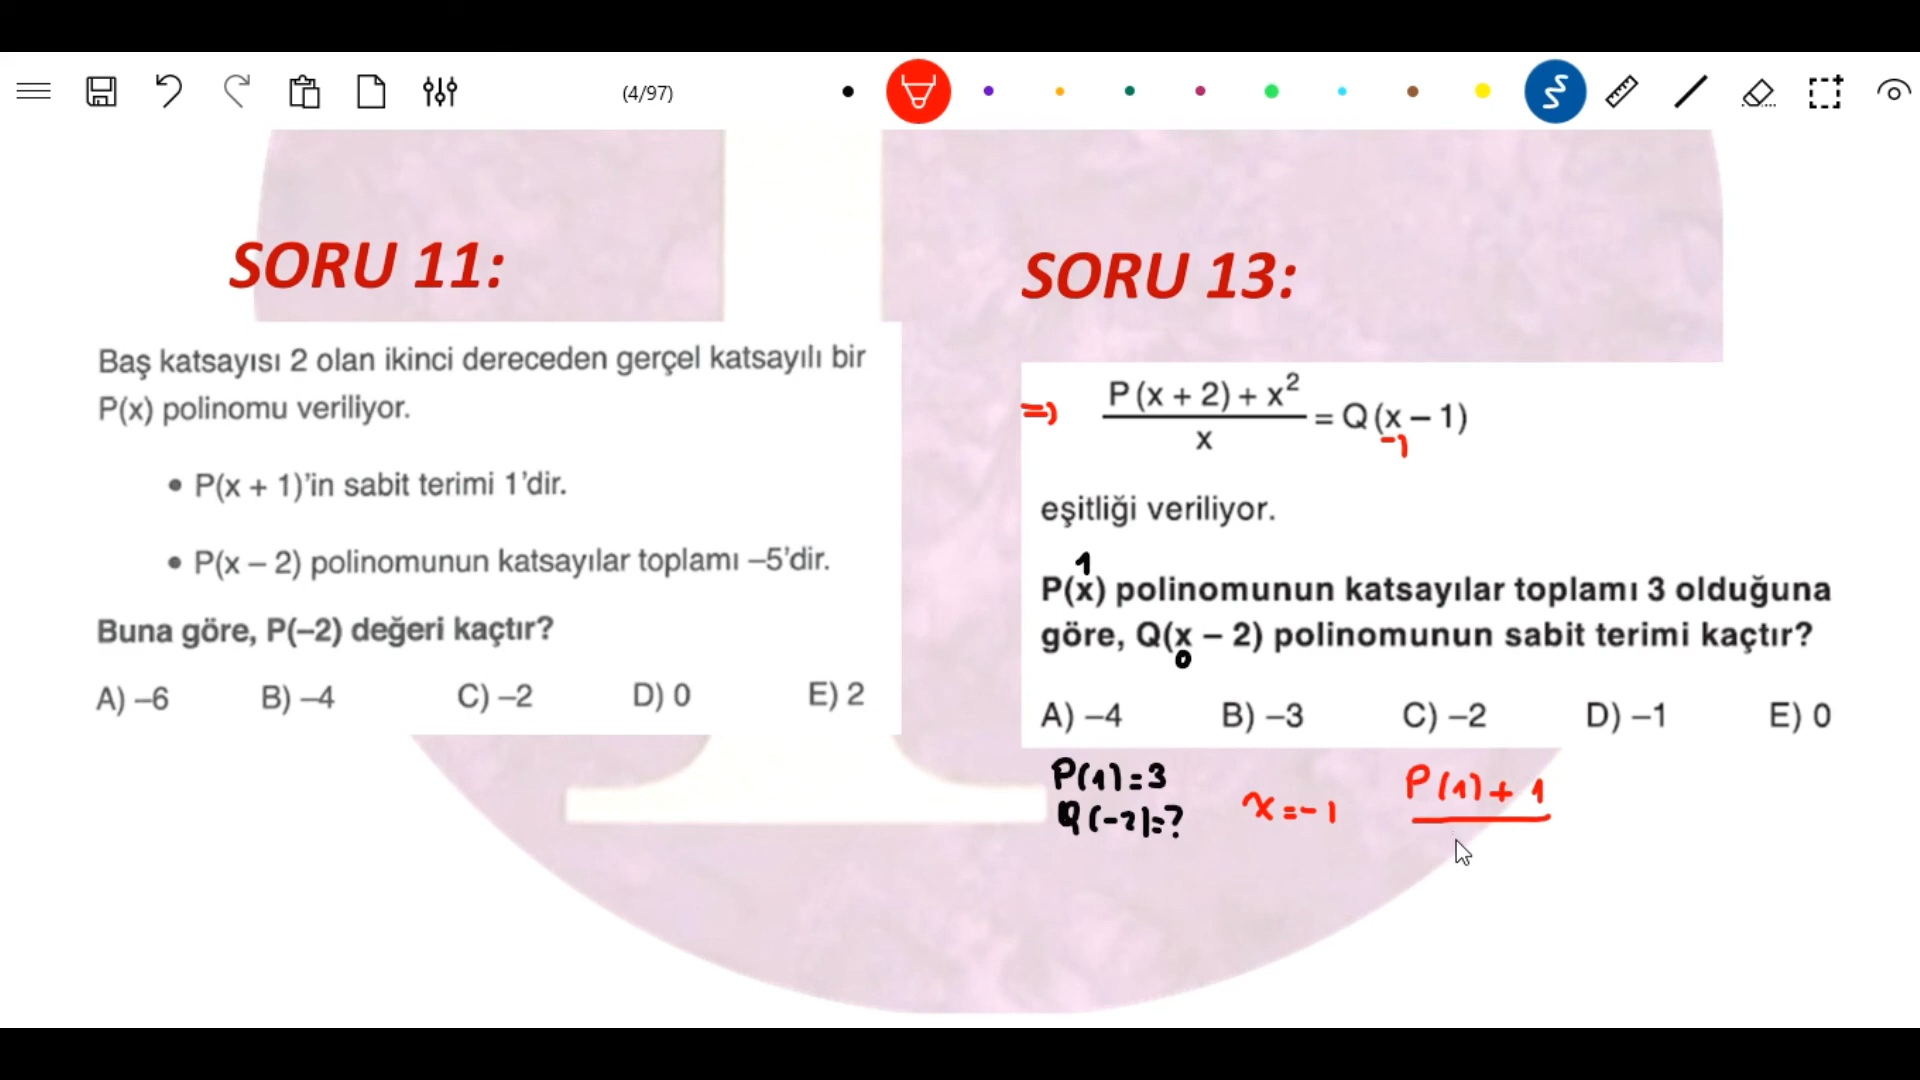 (4/97)
SORU 11:
Baş katsayısı 2 olan ikinci dereceden gerçel katsayılı bir
P(x) polinomu veriliyor.
• P(x + 1)'in sabit terimi 1'dir.
• P(x – 2) polinomunun katsayılar toplamı –5'dir.
Buna göre, P(–2) değeri kaçtır?
A) –6 B) –4 C) –2 D) 0 E) 2
SORU 13:
=> P(x + 2) + x²
x
= Q(x – 1)
-1
eşitliği veriliyor.
1
P(x) polinomunun katsayılar toplamı 3 olduğuna
göre, Q(x – 2) polinomunun sabit terimi kaçtır?
0
A) –4 B) –3 C) –2 D) –1 E) 0
P(1)=3
Q(-2)=?
x=-1
P(1)+1